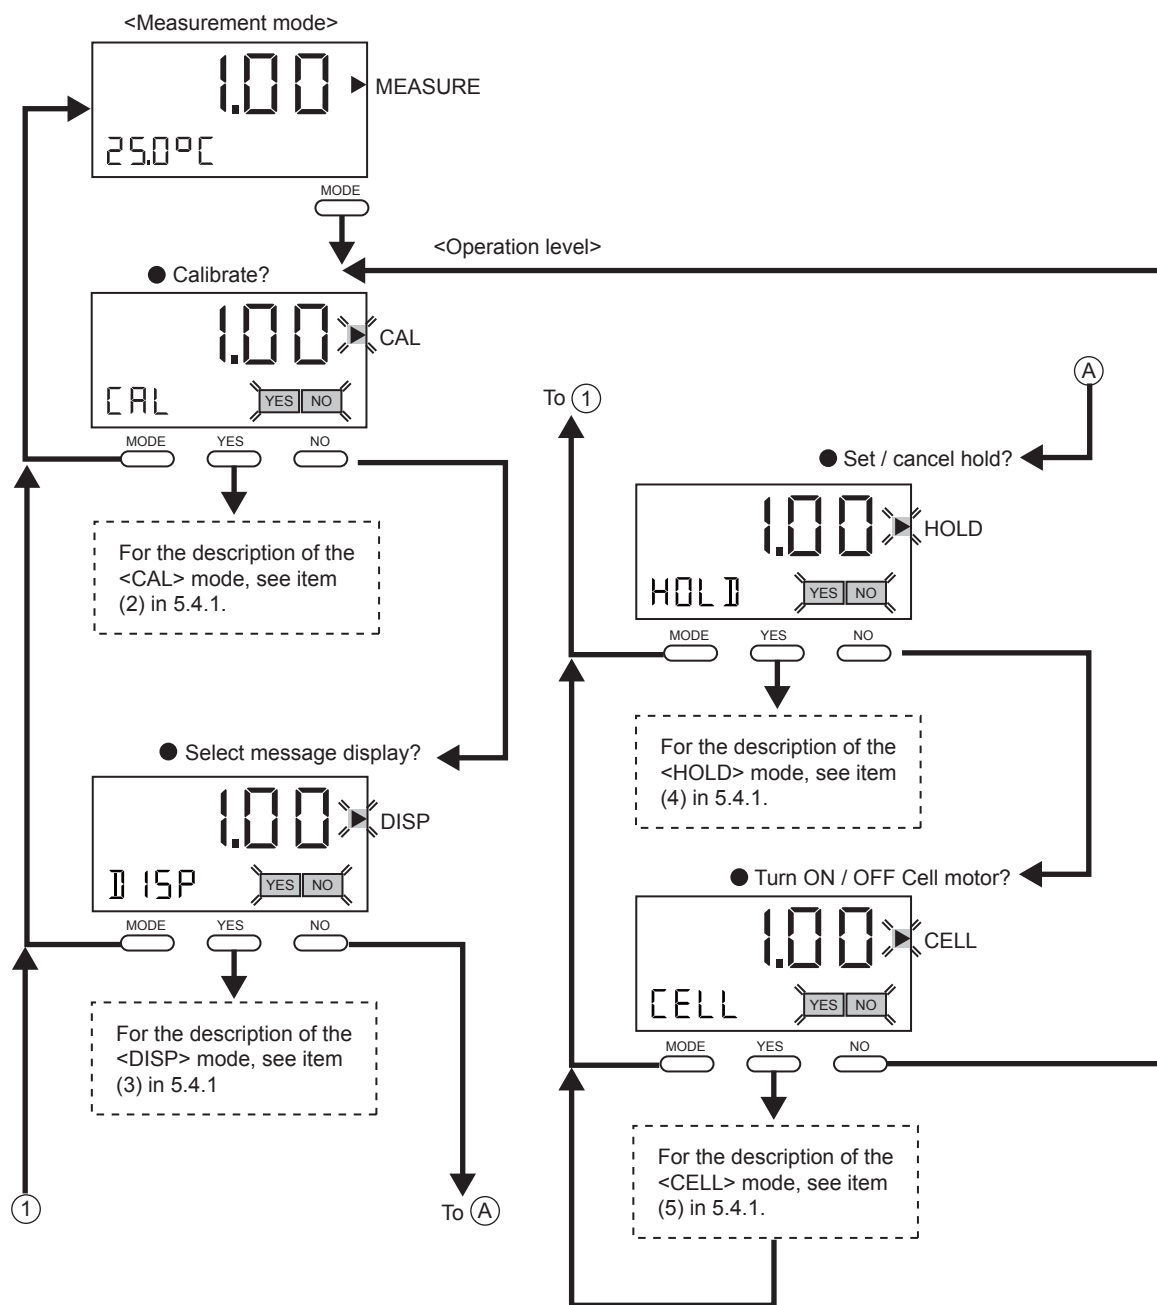 <Measurement mode>
1.00
MEASURE
25.0°C
MODE
<Operation level>
Calibrate?
1.00
CAL
CAL
YES NO
MODE YES NO
For the description of the
<CAL> mode, see item
(2) in 5.4.1.
Select message display?
1.00
DISP
DISP
YES NO
MODE YES NO
For the description of the
<DISP> mode, see item
(3) in 5.4.1
1
To A
To 1
A
Set / cancel hold?
1.00
HOLD
HOLD
YES NO
MODE YES NO
For the description of the
<HOLD> mode, see item
(4) in 5.4.1.
Turn ON / OFF Cell motor?
1.00
CELL
CELL
YES NO
MODE YES NO
For the description of the
<CELL> mode, see item
(5) in 5.4.1.